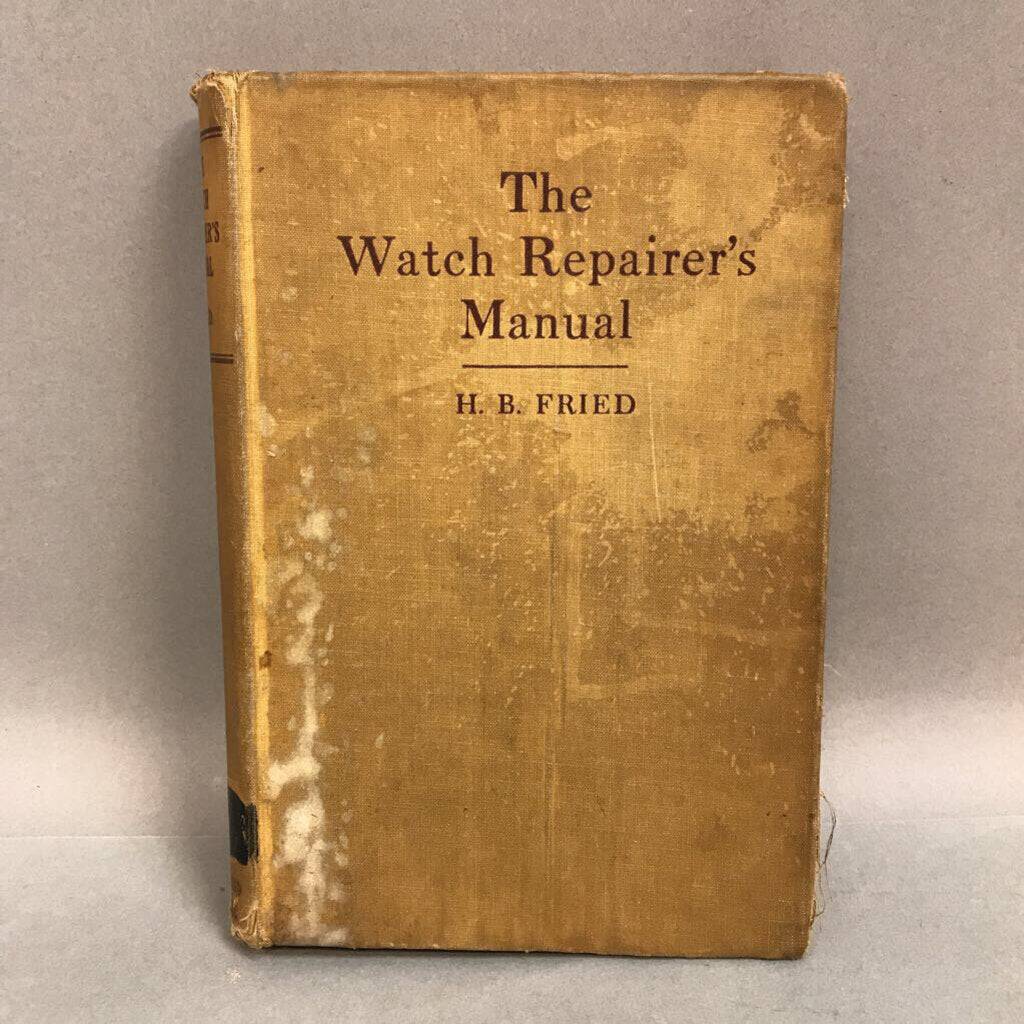 The
Watch Repairer's
Manual
H. B. FRIED